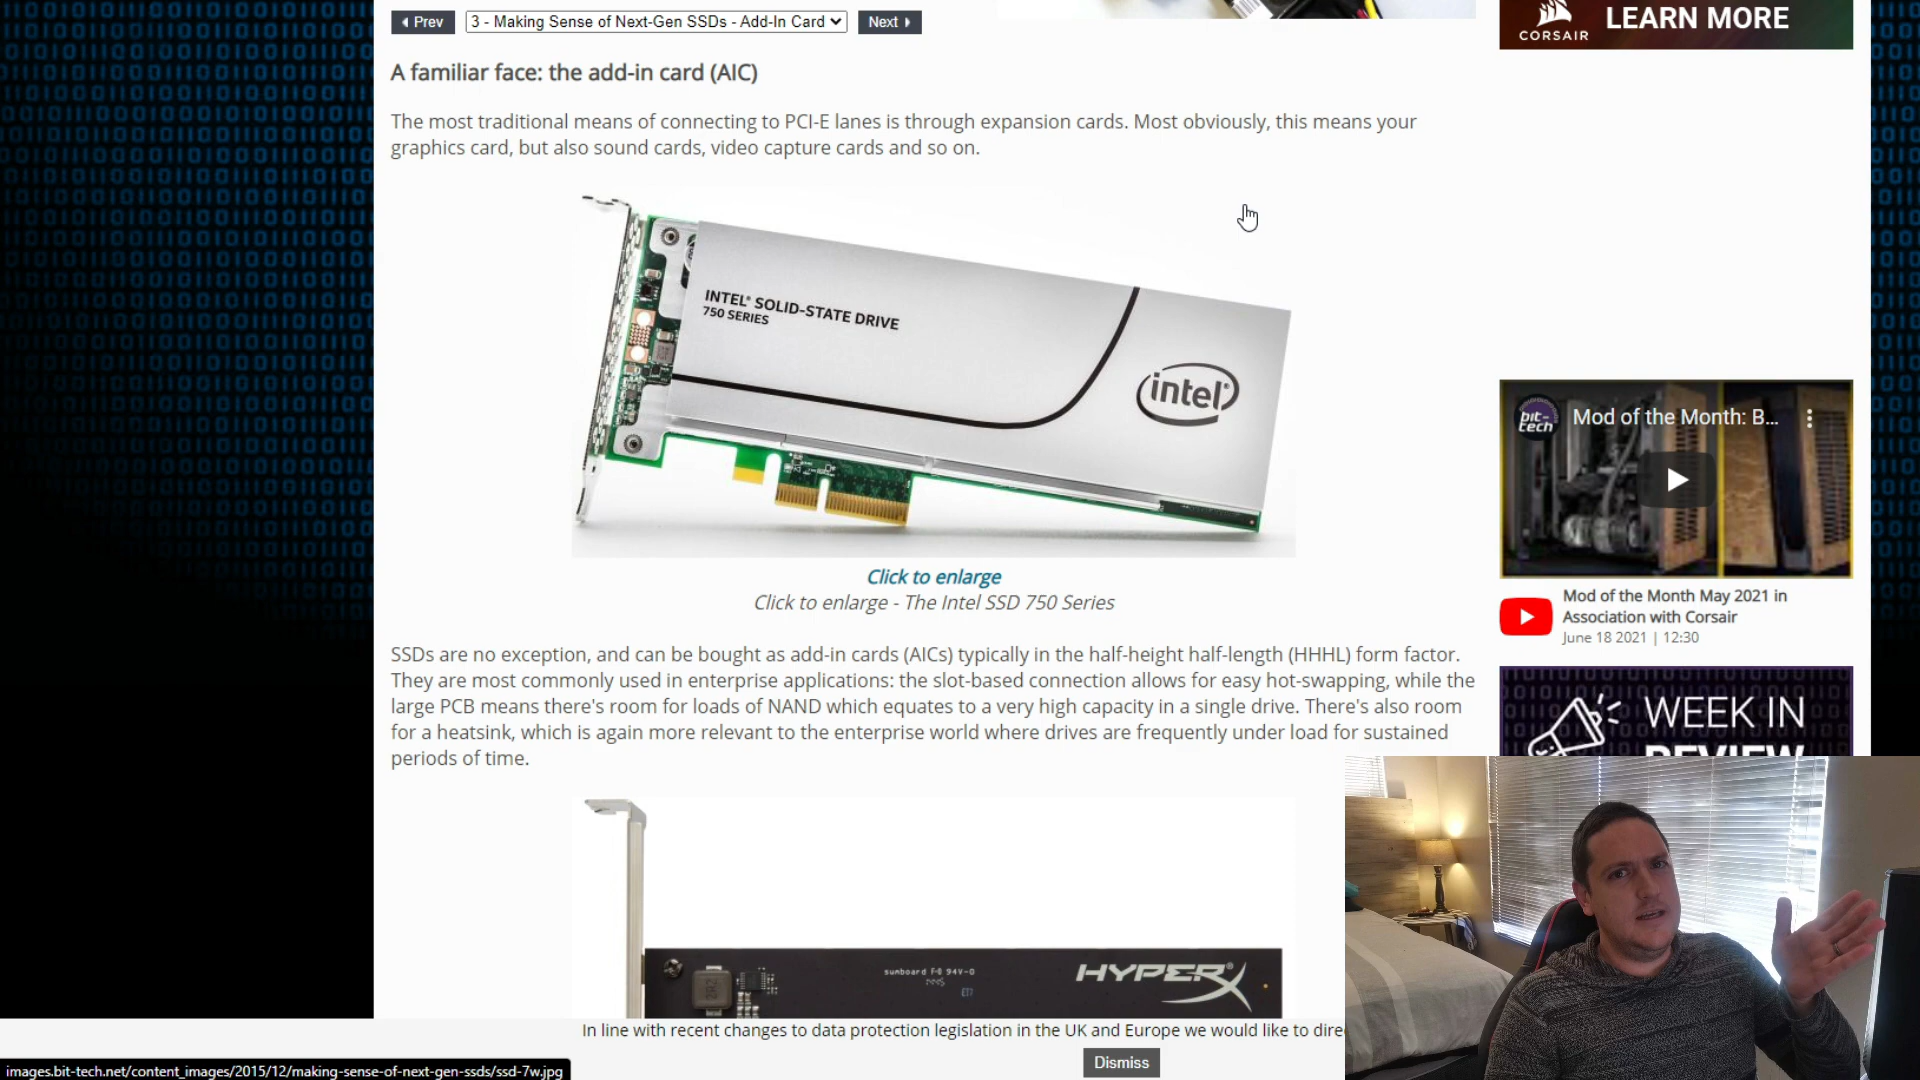 Prev
3 - Making Sense of Next-Gen SSDs - Add-In Card
Next
CORSAIR
LEARN MORE
A familiar face: the add-in card (AIC)
The most traditional means of connecting to PCI-E lanes is through expansion cards. Most obviously, this means your
graphics card, but also sound cards, video capture cards and so on.
INTEL® SOLID-STATE DRIVE
750 SERIES
intel®
Click to enlarge
Click to enlarge - The Intel SSD 750 Series
bit-tech
Mod of the Month: B...
Mod of the Month May 2021 in
Association with Corsair
June 18 2021 | 12:30
SSDs are no exception, and can be bought as add-in cards (AICs) typically in the half-height half-length (HHHL) form factor.
They are most commonly used in enterprise applications: the slot-based connection allows for easy hot-swapping, while the
large PCB means there's room for loads of NAND which equates to a very high capacity in a single drive. There's also room
for a heatsink, which is again more relevant to the enterprise world where drives are frequently under load for sustained
periods of time.
WEEK IN
REVIEW
sunboard F-8 94V-0
HYPERX
In line with recent changes to data protection legislation in the UK and Europe we would like to dire
Dismiss
images.bit-tech.net/content_images/2015/12/making-sense-of-next-gen-ssds/ssd-7w.jpg